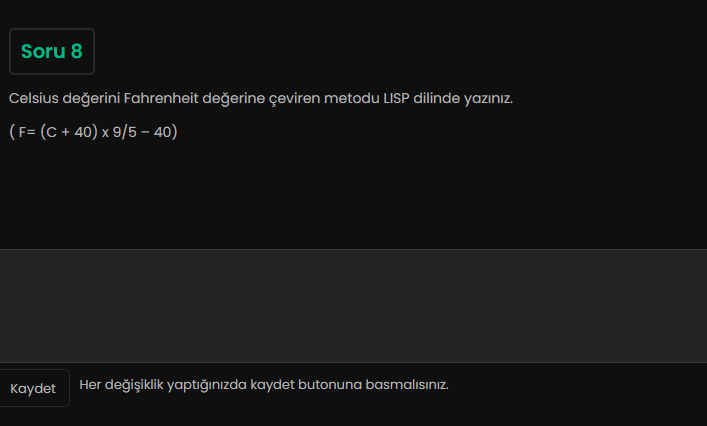 Soru 8
Celsius değerini Fahrenheit değerine çeviren metodu LISP dilinde yazınız.
( F= (C + 40) x 9/5 – 40)
Kaydet
Her değişiklik yaptığınızda kaydet butonuna basmalısınız.